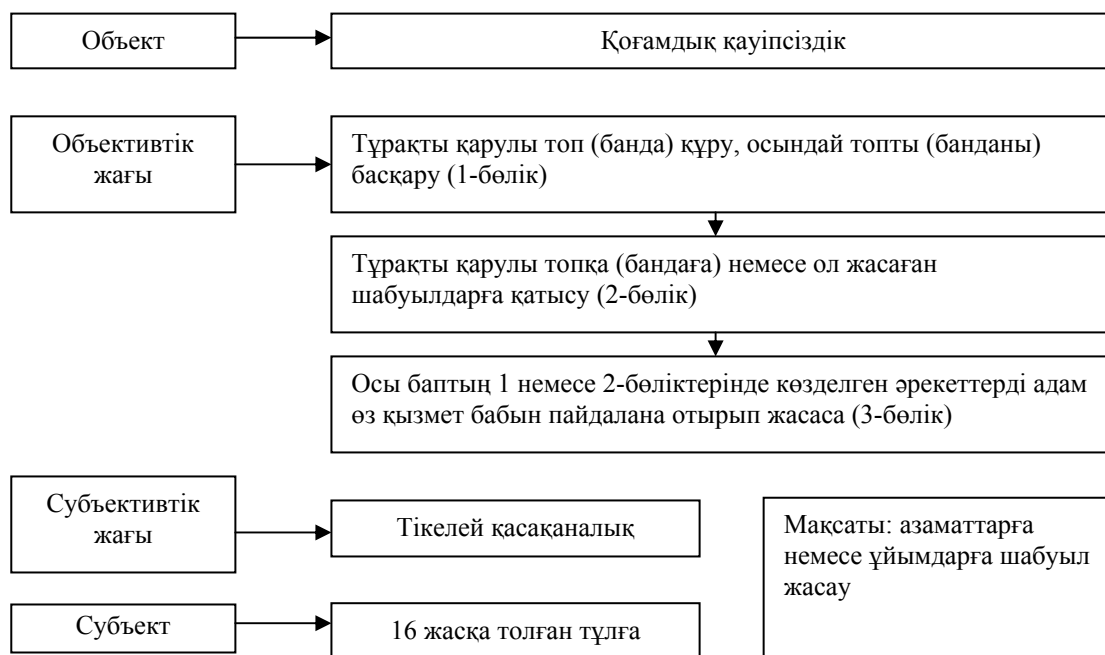 Объект
Қоғамдық қауіпсіздік
Объективтік
жағы
Тұрақты қарулы топ (банда) құру, осындай топты (банданы)
басқару (1-бөлік)
Тұрақты қарулы топқа (бандаға) немесе ол жасаған
шабуылдарға қатысу (2-бөлік)
Осы баптың 1 немесе 2-бөліктерінде көзделген әрекеттерді адам
өз қызмет бабын пайдалана отырып жасаса (3-бөлік)
Субъективтік
жағы
Тікелей қасақаналық
Мақсаты: азаматтарға
немесе ұйымдарға шабуыл
жасау
Субъект
16 жасқа толған тұлға